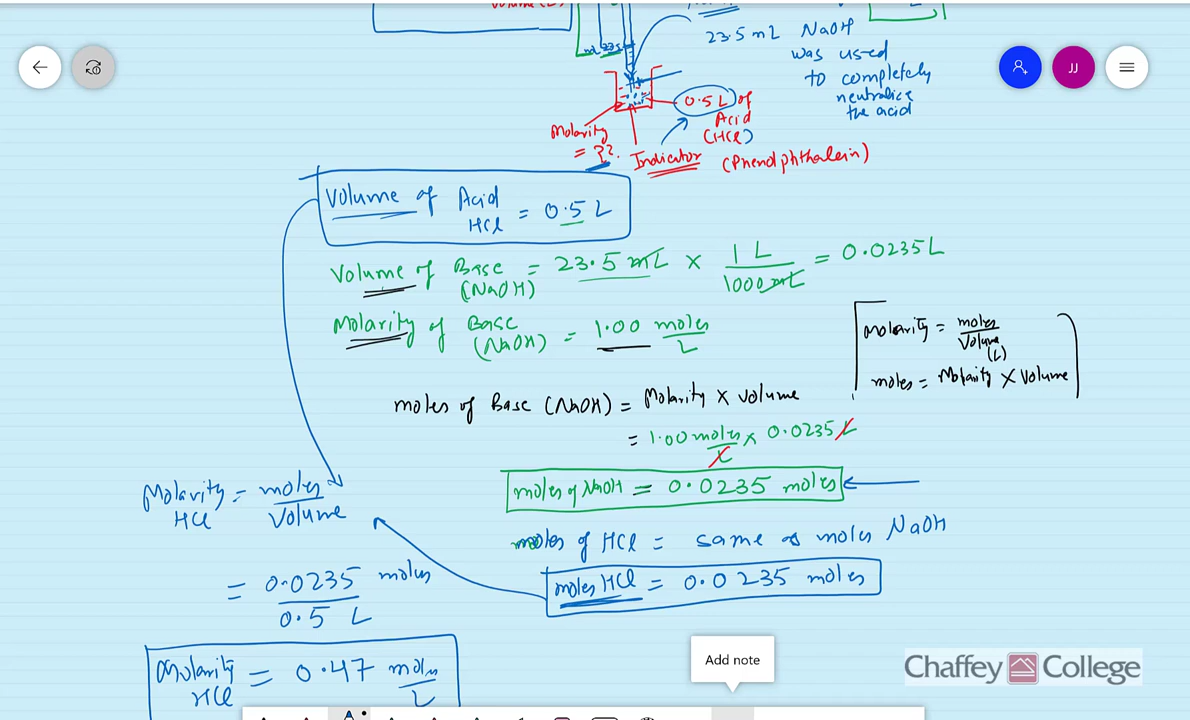 23.5 mL NaOH
was used
to completely
neutralise
the acid
JJ
0.5 L of
Acid
(HCl)
Molarity
= ??
Indicator (Phenolphthalein)
Volume of Acid
HCl = 0.5 L
Volume of Base = 23.5 mL × 1 L / 1000 mL = 0.0235 L
(NaOH)
Molarity of Base = 1.00 moles / L
(NaOH)
Molarity = moles / Volume (L)
moles = Molarity × Volume
moles of Base (NaOH) = Molarity × volume
= 1.00 moles / L × 0.0235 L
moles of NaOH = 0.0235 moles
Molarity HCl = moles / Volume
moles of HCl = same as moles NaOH
moles HCl = 0.0235 moles
= 0.0235 moles / 0.5 L
Molarity HCl = 0.47 moles / L
Add note
Chaffey College